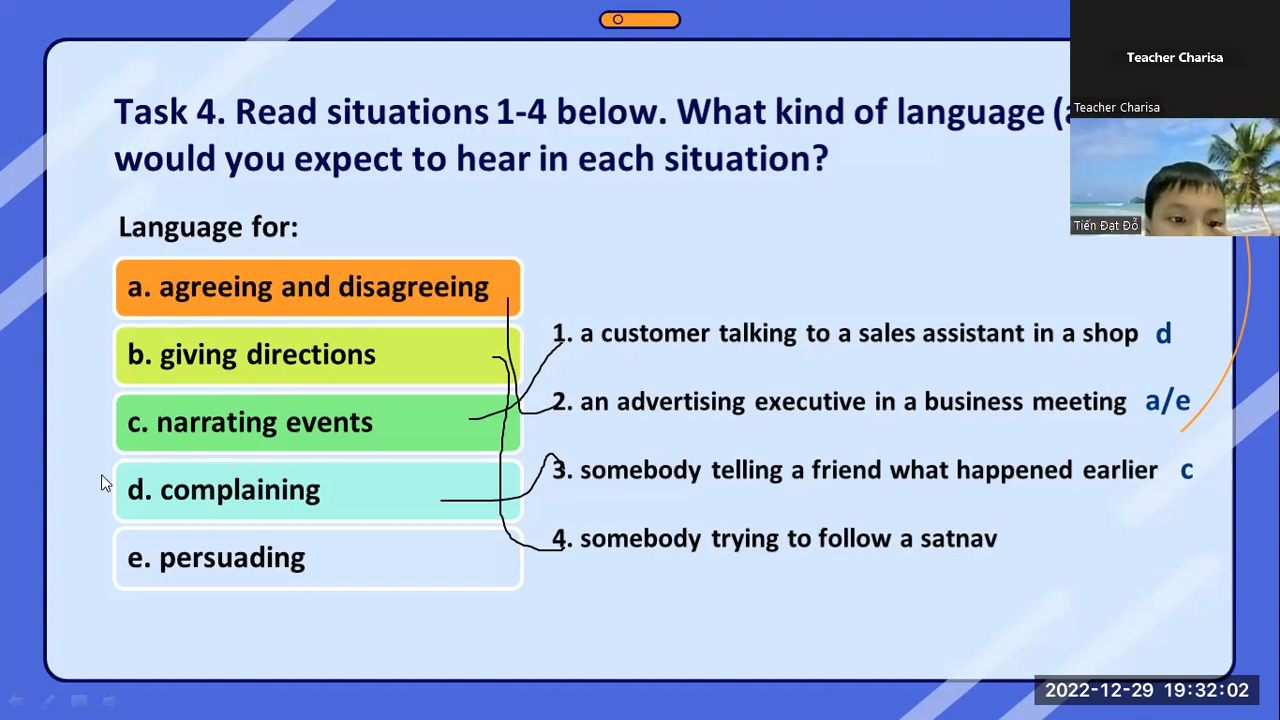 Teacher Charisa
Teacher Charisa
Tiến Đạt Đỗ
Task 4. Read situations 1-4 below. What kind of language
would you expect to hear in each situation?
Language for:
a. agreeing and disagreeing
b. giving directions
c. narrating events
d. complaining
e. persuading
1. a customer talking to a sales assistant in a shop d
2. an advertising executive in a business meeting a/e
3. somebody telling a friend what happened earlier c
4. somebody trying to follow a satnav
2022-12-29 19:32:02